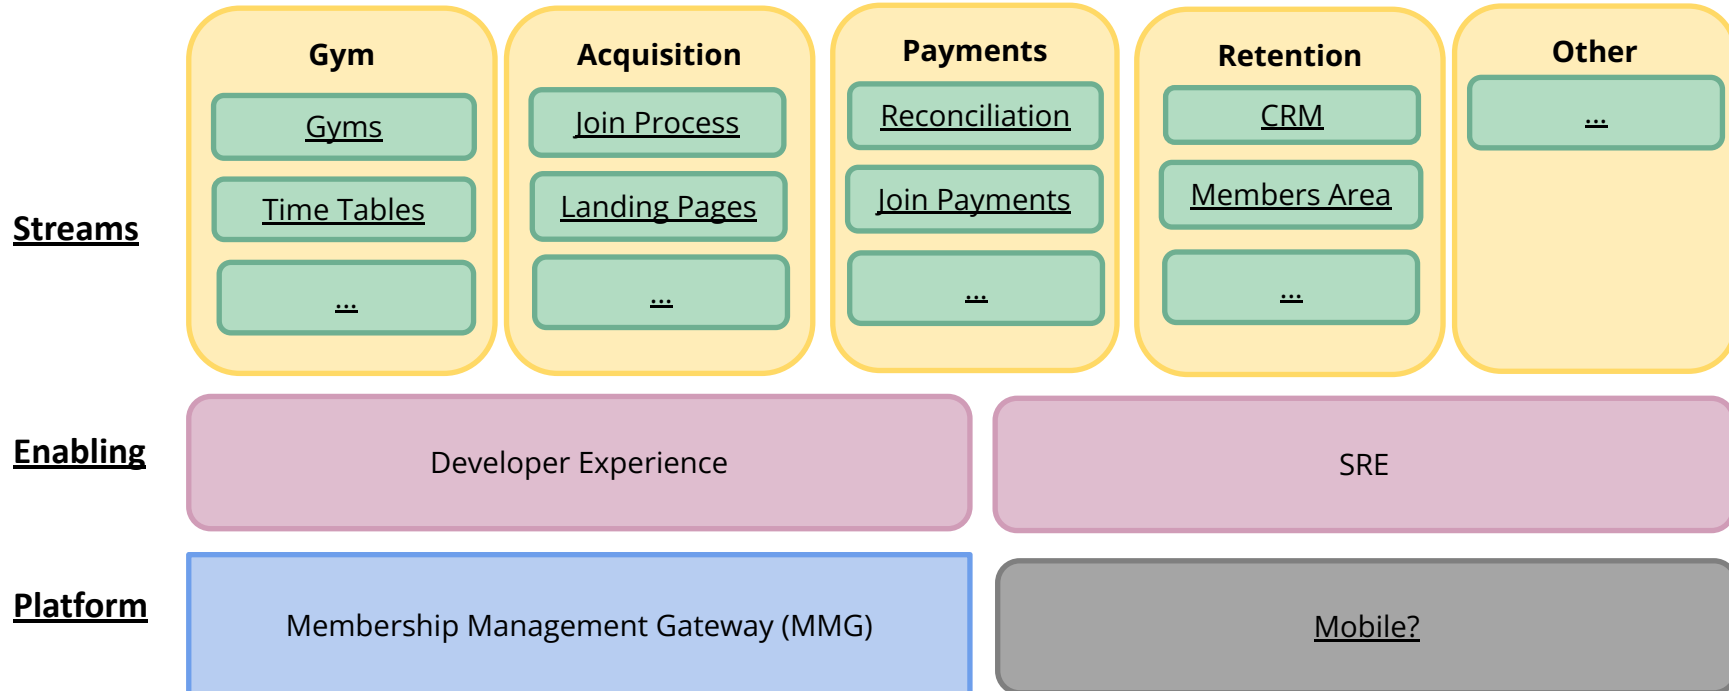 Gym
Gyms
Time Tables
...
Acquisition
Join Process
Landing Pages
...
Payments
Reconciliation
Join Payments
...
Retention
CRM
Members Area
...
Other
...
Streams
Enabling
Developer Experience
SRE
Platform
Membership Management Gateway (MMG)
Mobile?